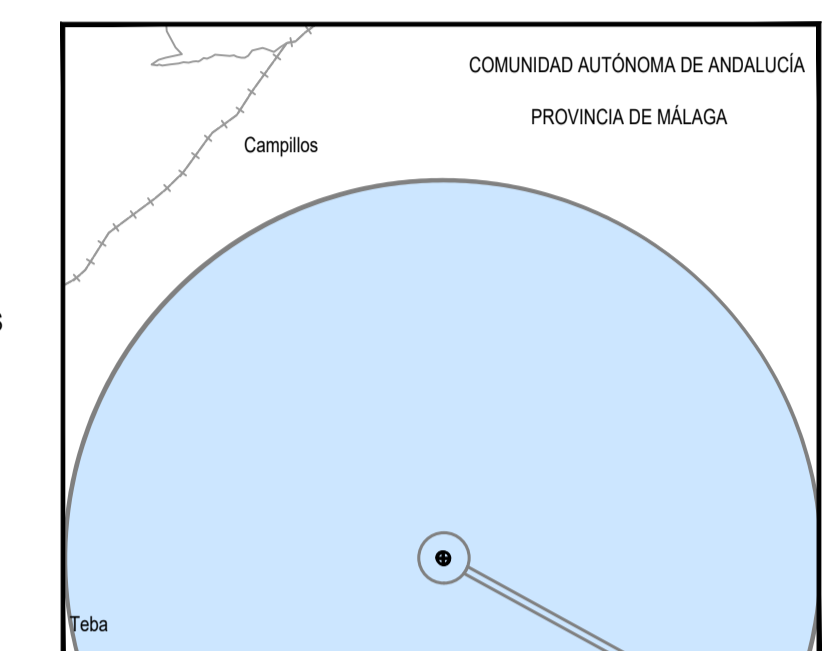 COMUNIDAD AUTÓNOMA DE ANDALUCÍA
PROVINCIA DE MÁLAGA
Campillos
S
Teba